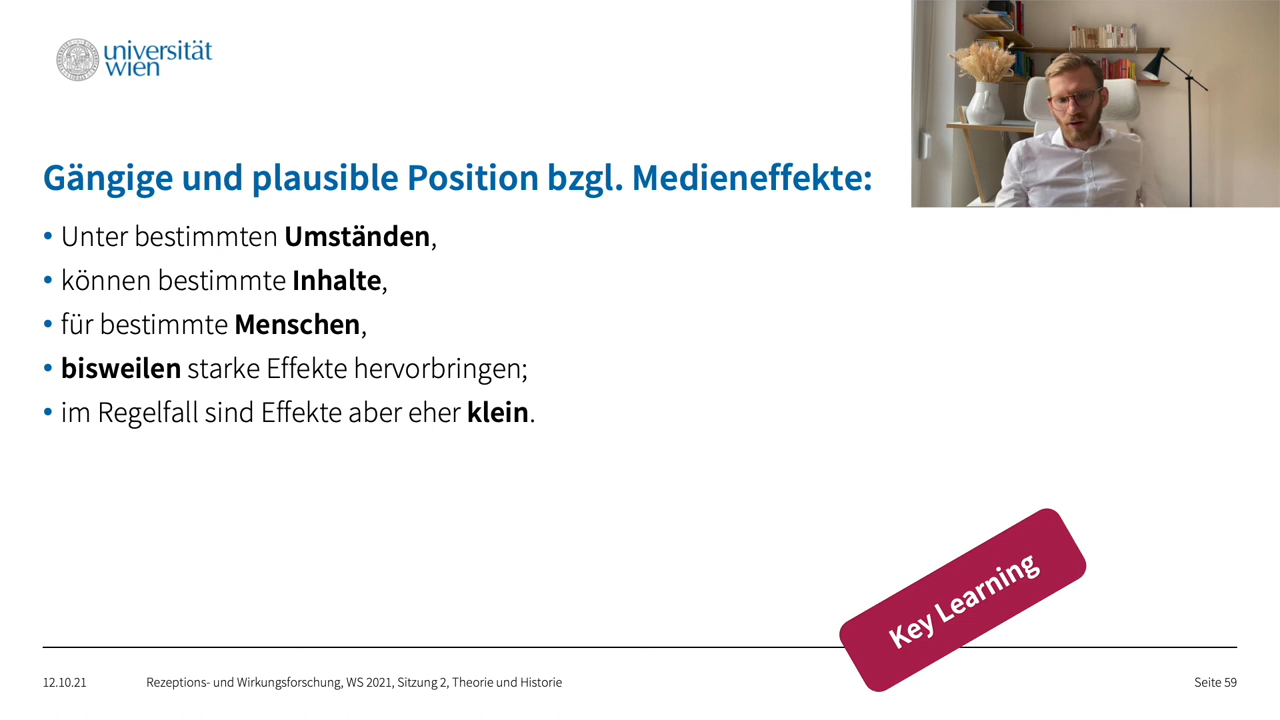 universität
wien
Gängige und plausible Position bzgl. Medieneffekte:
• Unter bestimmten Umständen,
• können bestimmte Inhalte,
• für bestimmte Menschen,
• bisweilen starke Effekte hervorbringen;
• im Regelfall sind Effekte aber eher klein.
Key Learning
12.10.21
Rezeptions- und Wirkungsforschung, WS 2021, Sitzung 2, Theorie und Historie
Seite 59